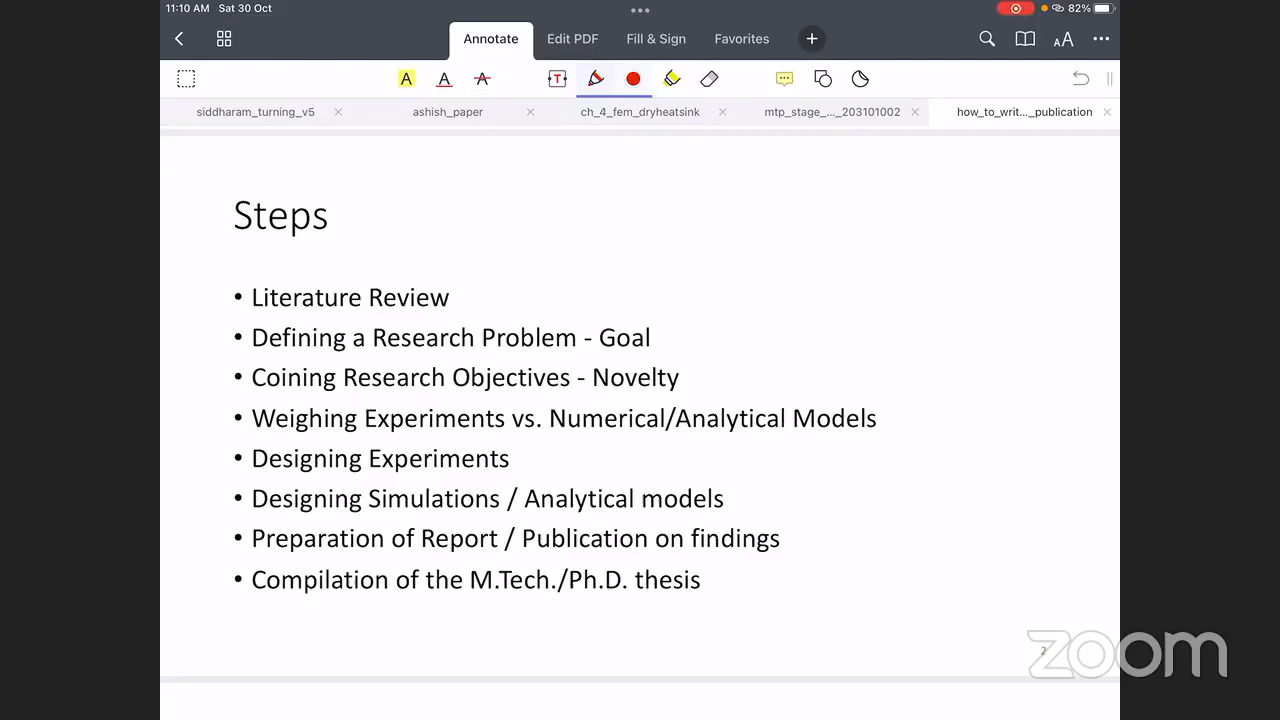 11:10 AM Sat 30 Oct
82%
Annotate Edit PDF Fill & Sign Favorites
AA
A A A T
siddharam_turning_v5 ashish_paper ch_4_fem_dryheatsink mtp_stage_..._203101002 how_to_writ..._publication
Steps
• Literature Review
• Defining a Research Problem - Goal
• Coining Research Objectives - Novelty
• Weighing Experiments vs. Numerical/Analytical Models
• Designing Experiments
• Designing Simulations / Analytical models
• Preparation of Report / Publication on findings
• Compilation of the M.Tech./Ph.D. thesis
2
zoom